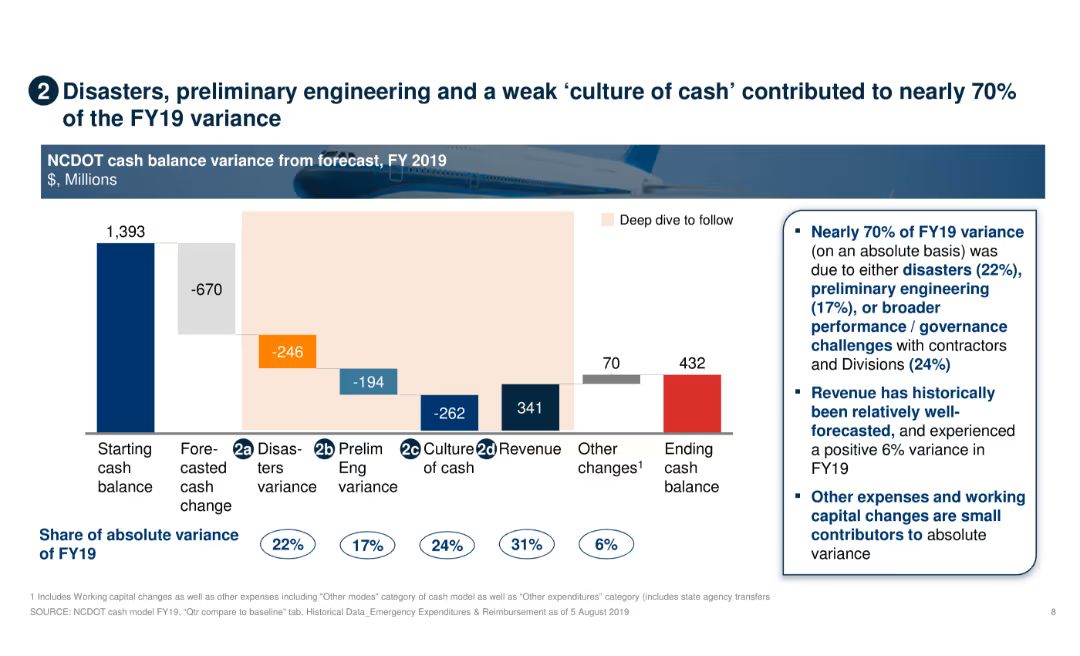 2 Disasters, preliminary engineering and a weak ‘culture of cash’ contributed to nearly 70%
of the FY19 variance
NCDOT cash balance variance from forecast, FY 2019
$, Millions
Deep dive to follow
1,393
-670
-246
-194
-262
341
70
432
Starting
cash
balance
Fore-
casted
cash
change
2a Disas-
ters
variance
2b Prelim
Eng
variance
2c Culture
of cash
2d Revenue
Other
changes1
Ending
cash
balance
Share of absolute variance
of FY19
22%
17%
24%
31%
6%
▪ Nearly 70% of FY19 variance
(on an absolute basis) was
due to either disasters (22%),
preliminary engineering
(17%), or broader
performance / governance
challenges with contractors
and Divisions (24%)
▪ Revenue has historically
been relatively well-
forecasted, and experienced
a positive 6% variance in
FY19
▪ Other expenses and working
capital changes are small
contributors to absolute
variance
1 Includes Working capital changes as well as other expenses including "Other modes" category of cash model as well as "Other expenditures" category (includes state agency transfers
SOURCE: NCDOT cash model FY19, "Qtr compare to baseline" tab, Historical Data_Emergency Expenditures & Reimbursement as of 5 August 2019
8